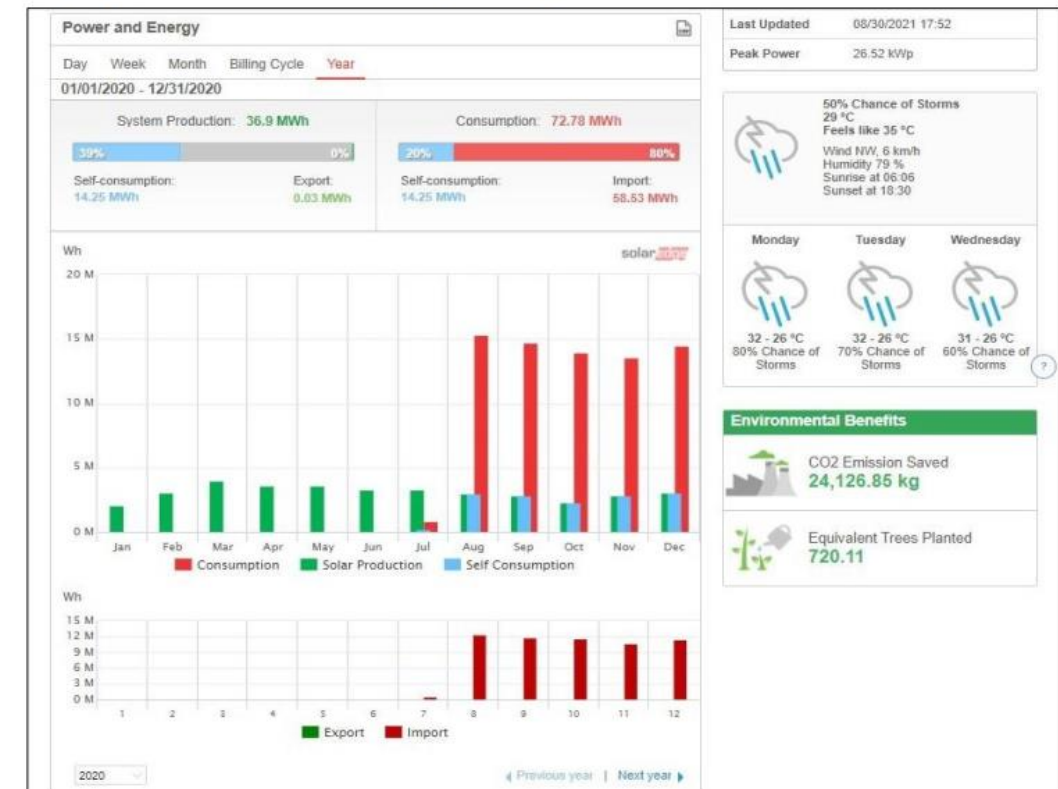 Power and Energy
Day Week Month Billing Cycle Year
01/01/2020 - 12/31/2020
System Production: 36.9 MWh
39% 0%
Self-consumption: Export:
14.25 MWh 0.03 MWh
Consumption: 72.78 MWh
20% 80%
Self-consumption: Import:
14.25 MWh 58.53 MWh
Wh
solaredge
20 M
15 M
10 M
5 M
0 M
Jan Feb Mar Apr May Jun Jul Aug Sep Oct Nov Dec
Consumption Solar Production Self Consumption
Wh
15 M
12 M
9 M
6 M
3 M
0 M
1 2 3 4 5 6 7 8 9 10 11 12
Export Import
2020
Previous year | Next year
Last Updated 08/30/2021 17:52
Peak Power 26.52 kWp
50% Chance of Storms
29 °C
Feels like 35 °C
Wind NW, 6 km/h
Humidity 79 %
Sunrise at 06:06
Sunset at 18:30
Monday Tuesday Wednesday
32 - 26 °C 32 - 26 °C 31 - 26 °C
80% Chance of 70% Chance of 60% Chance of
Storms Storms Storms
?
Environmental Benefits
CO2 Emission Saved
24,126.85 kg
Equivalent Trees Planted
720.11